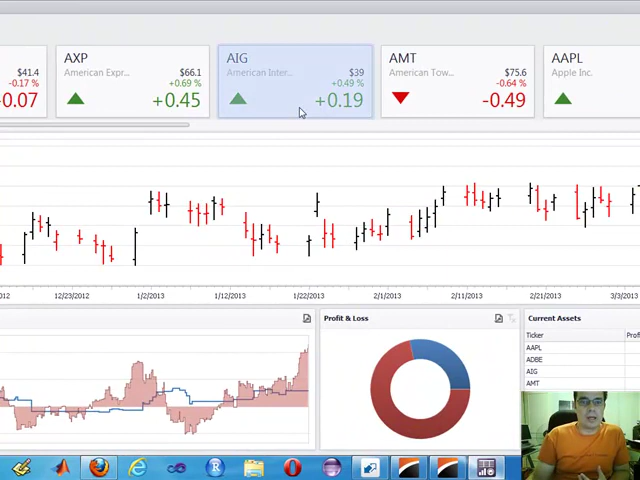 $41.4
-0.17 %
-0.07
AXP
American Expr...
$66.1
+0.69 %
+0.45
AIG
American Inter...
$39
+0.49 %
+0.19
AMT
American Tow...
$75.6
-0.64 %
-0.49
AAPL
Apple Inc.
2012 12/23/2012 1/2/2013 1/12/2013 1/22/2013 2/1/2013 2/11/2013 2/21/2013 3/3/2013
Profit & Loss
Current Assets
Ticker Profi
AAPL
ADBE
AIG
AMT
R